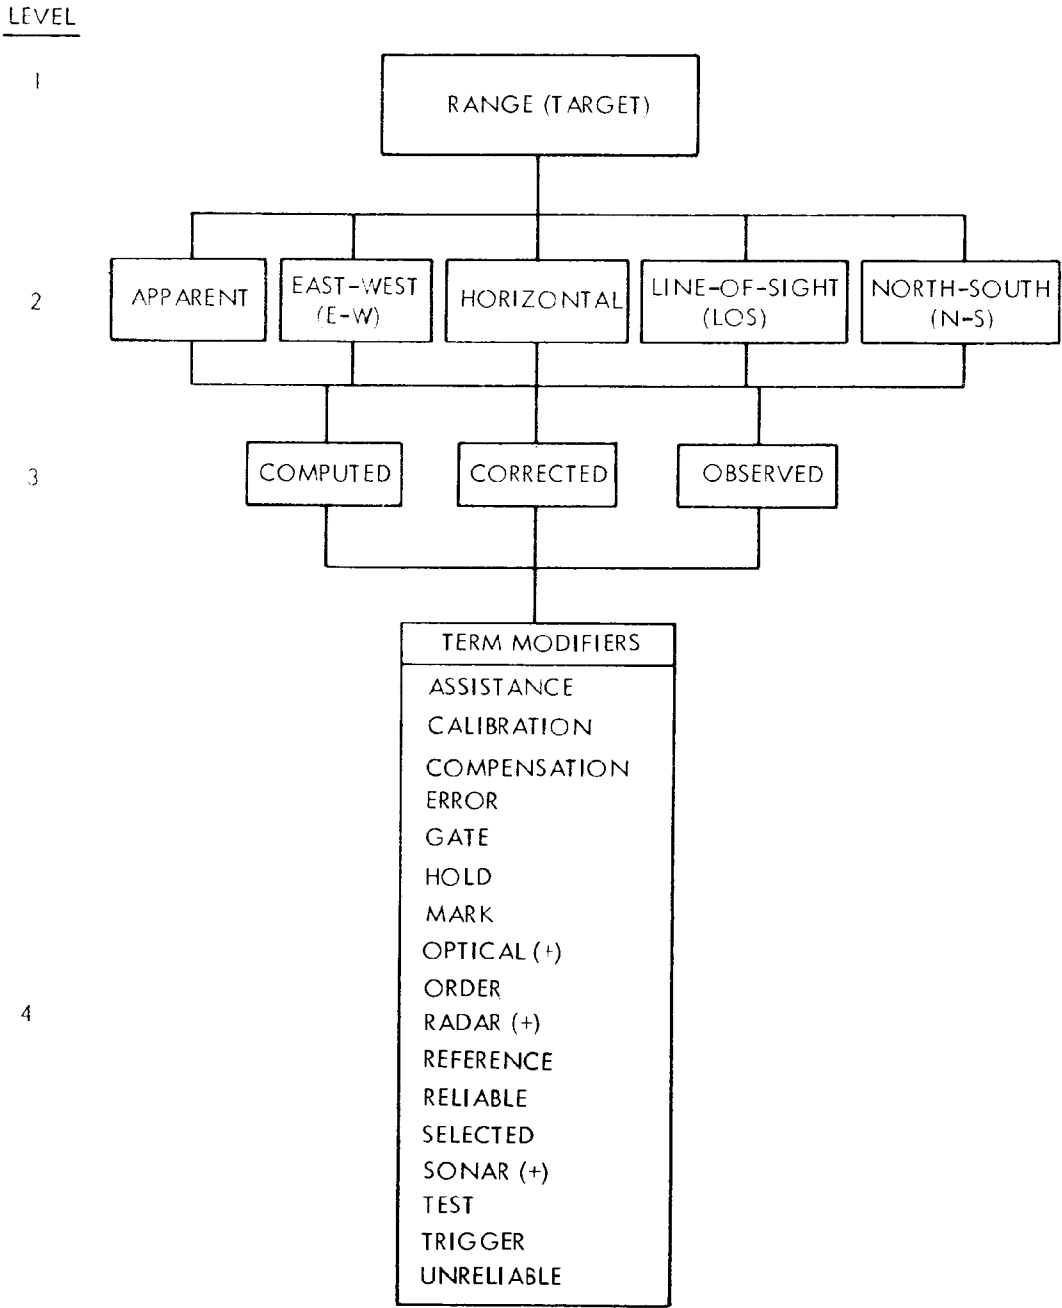 LEVEL
1
RANGE (TARGET)
2
APPARENT
EAST-WEST
(E-W)
HORIZONTAL
LINE-OF-SIGHT
(LOS)
NORTH-SOUTH
(N-S)
3
COMPUTED
CORRECTED
OBSERVED
TERM MODIFIERS
ASSISTANCE
CALIBRATION
COMPENSATION
ERROR
GATE
HOLD
MARK
OPTICAL (+)
4
ORDER
RADAR (+)
REFERENCE
RELIABLE
SELECTED
SONAR (+)
TEST
TRIGGER
UNRELIABLE